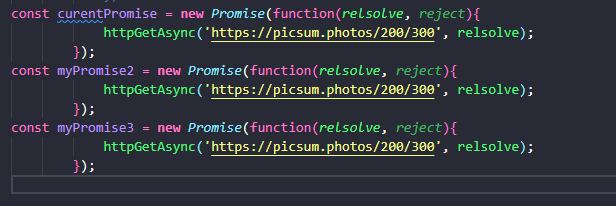 const curentPromise = new Promise(function(relsolve, reject){
httpGetAsync('https://picsum.photos/200/300', relsolve);
});
const myPromise2 = new Promise(function(relsolve, reject){
httpGetAsync('https://picsum.photos/200/300', relsolve);
});
const myPromise3 = new Promise(function(relsolve, reject){
httpGetAsync('https://picsum.photos/200/300', relsolve);
});